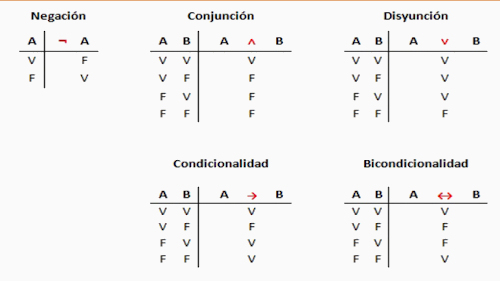 Negación
A ¬ A
V F
F V
Conjunción
A B A ∧ B
V V V
V F F
F V F
F F F
Disyunción
A B A ∨ B
V V V
V F V
F V V
F F F
Condicionalidad
A B A → B
V V V
V F F
F V V
F F V
Bicondicionalidad
A B A ↔ B
V V V
V F F
F V F
F F V